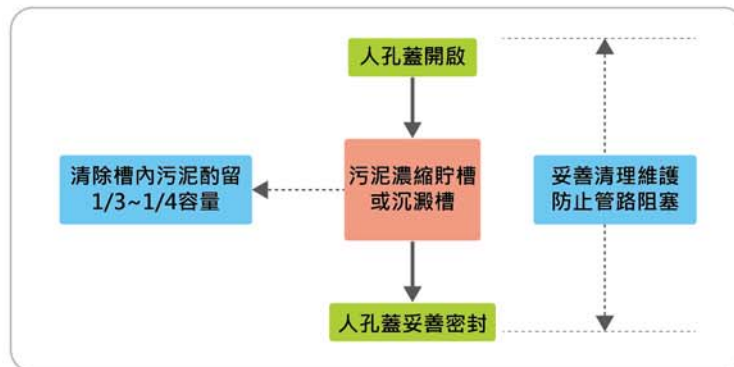 人孔蓋開啟
清除槽內污泥酌留
1/3~1/4容量
污泥濃縮貯槽
或沉澱槽
妥善清理維護
防止管路阻塞
人孔蓋妥善密封